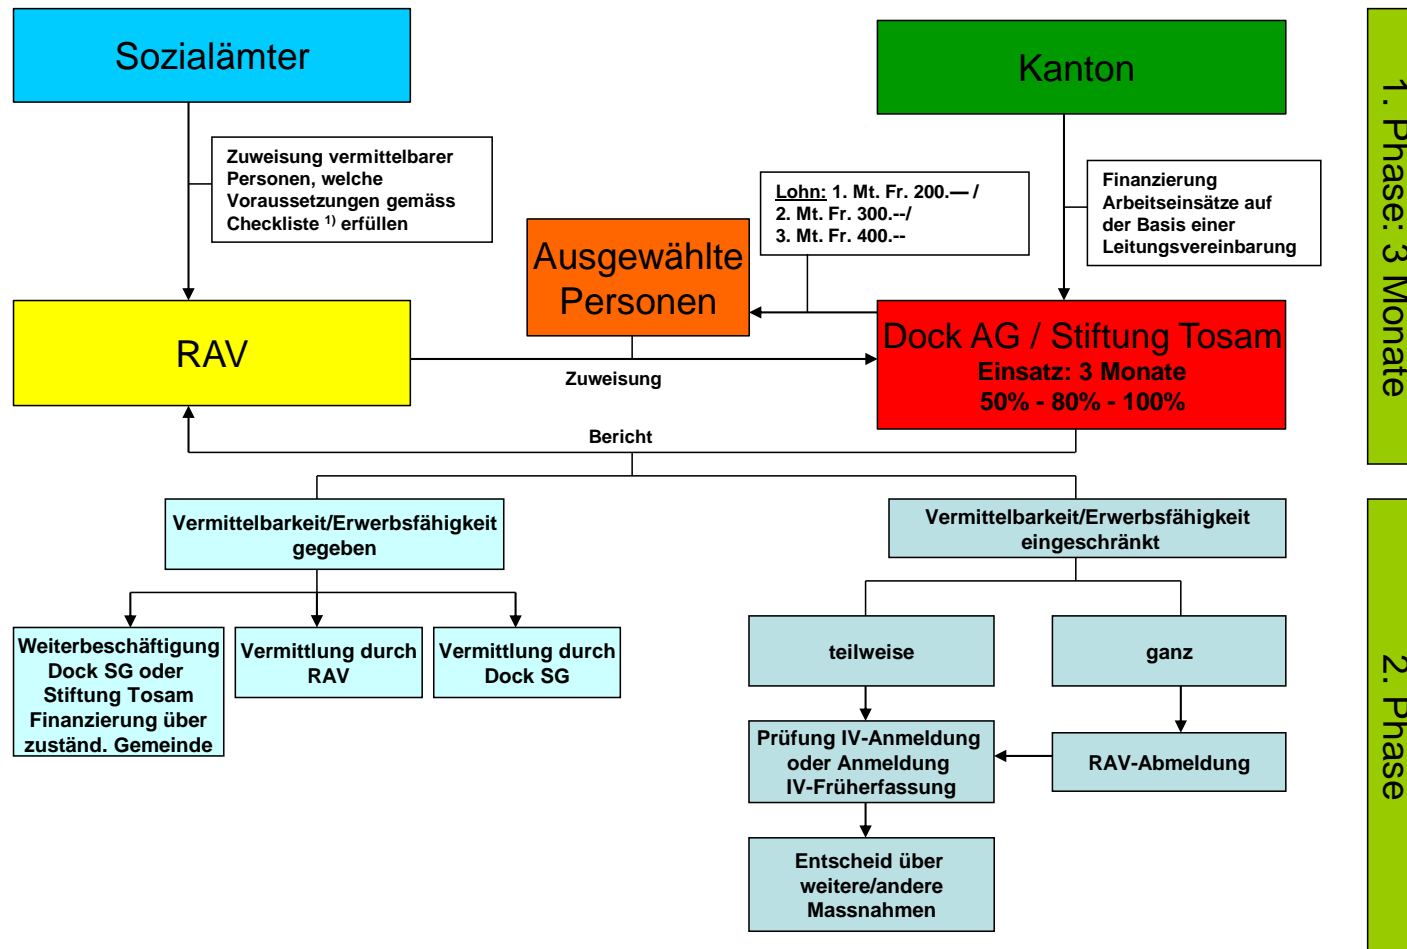 Sozialämter
Kanton
1. Phase: 3 Monate
Zuweisung vermittelbarer
Personen, welche
Voraussetzungen gemäss
Checkliste 1) erfüllen
Lohn: 1. Mt. Fr. 200.— /
2. Mt. Fr. 300.--/
3. Mt. Fr. 400.--
Finanzierung
Arbeitseinsätze auf
der Basis einer
Leitungsvereinbarung
Ausgewählte
Personen
RAV
Dock AG / Stiftung Tosam
Einsatz: 3 Monate
50% - 80% - 100%
Zuweisung
Bericht
2. Phase
Vermittelbarkeit/Erwerbsfähigkeit
gegeben
Vermittelbarkeit/Erwerbsfähigkeit
eingeschränkt
Weiterbeschäftigung
Dock SG oder
Stiftung Tosam
Finanzierung über
zuständ. Gemeinde
Vermittlung durch
RAV
Vermittlung durch
Dock SG
teilweise
ganz
Prüfung IV-Anmeldung
oder Anmeldung
IV-Früherfassung
RAV-Abmeldung
Entscheid über
weitere/andere
Massnahmen